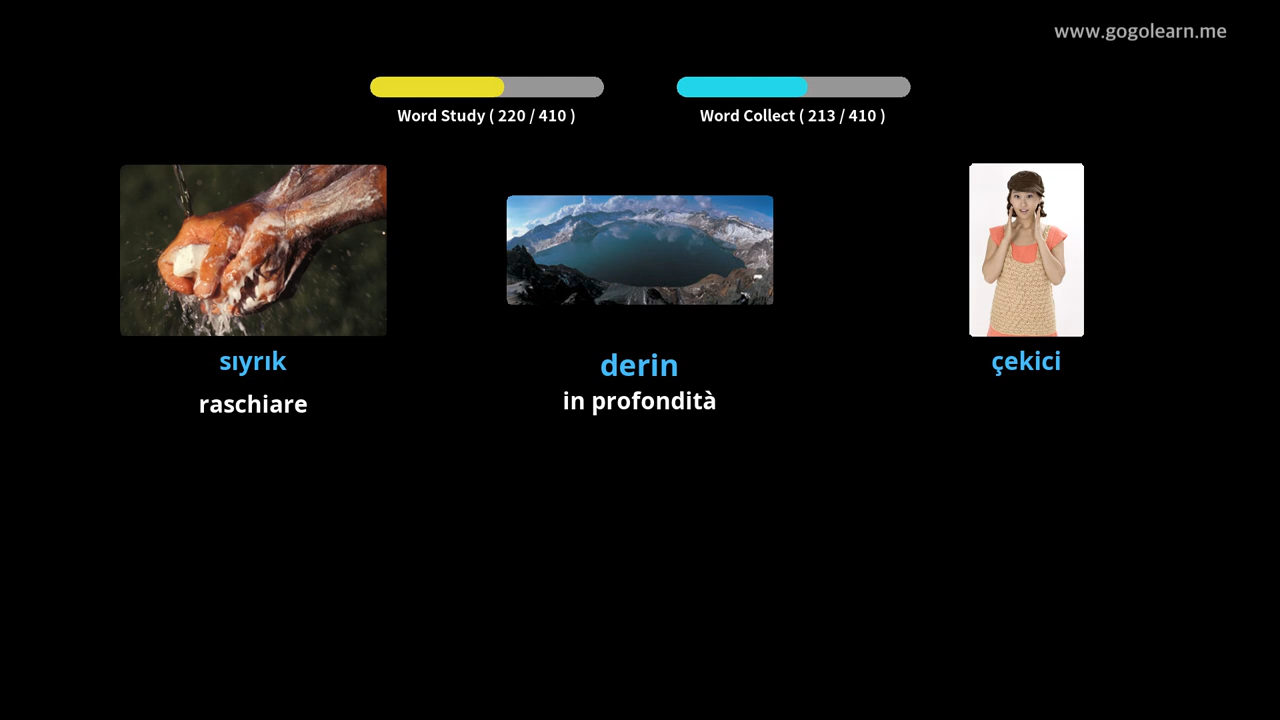 www.gogolearn.me
Word Study ( 220 / 410 )
Word Collect ( 213 / 410 )
sıyrık
raschiare
derin
in profondità
çekici